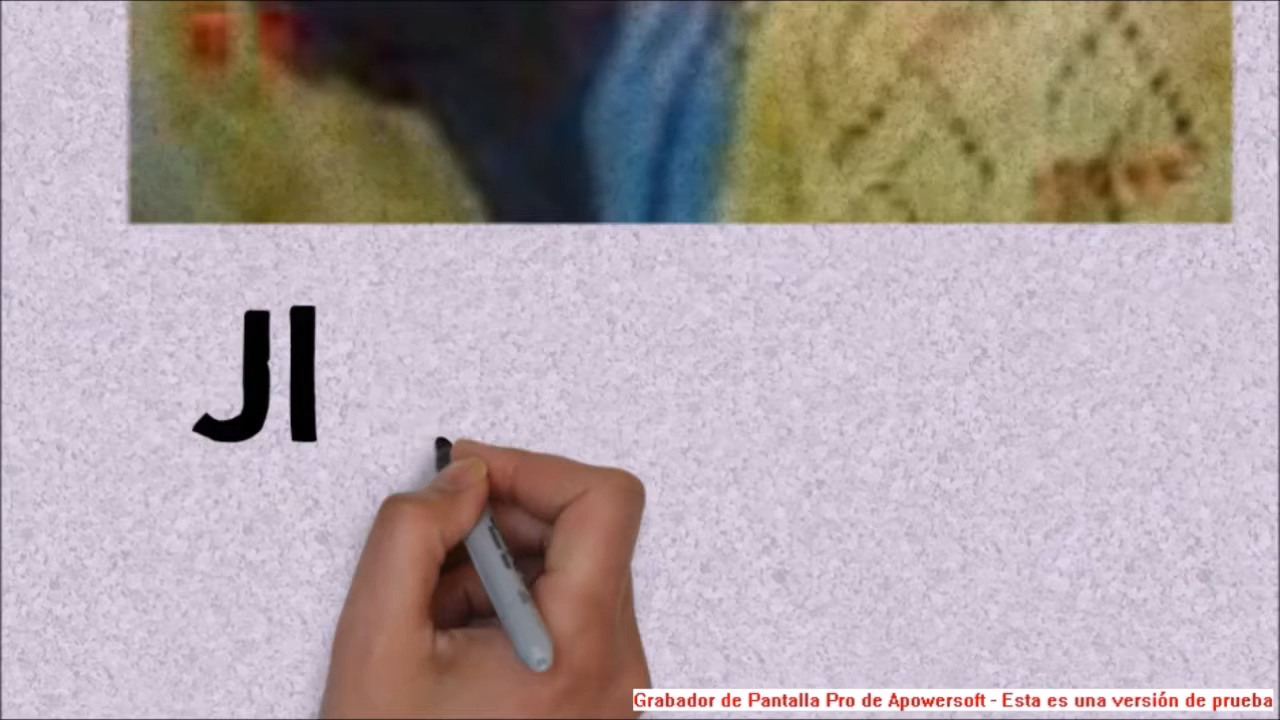 JI
Grabador de Pantalla Pro de Apowersoft - Esta es una versión de prueba